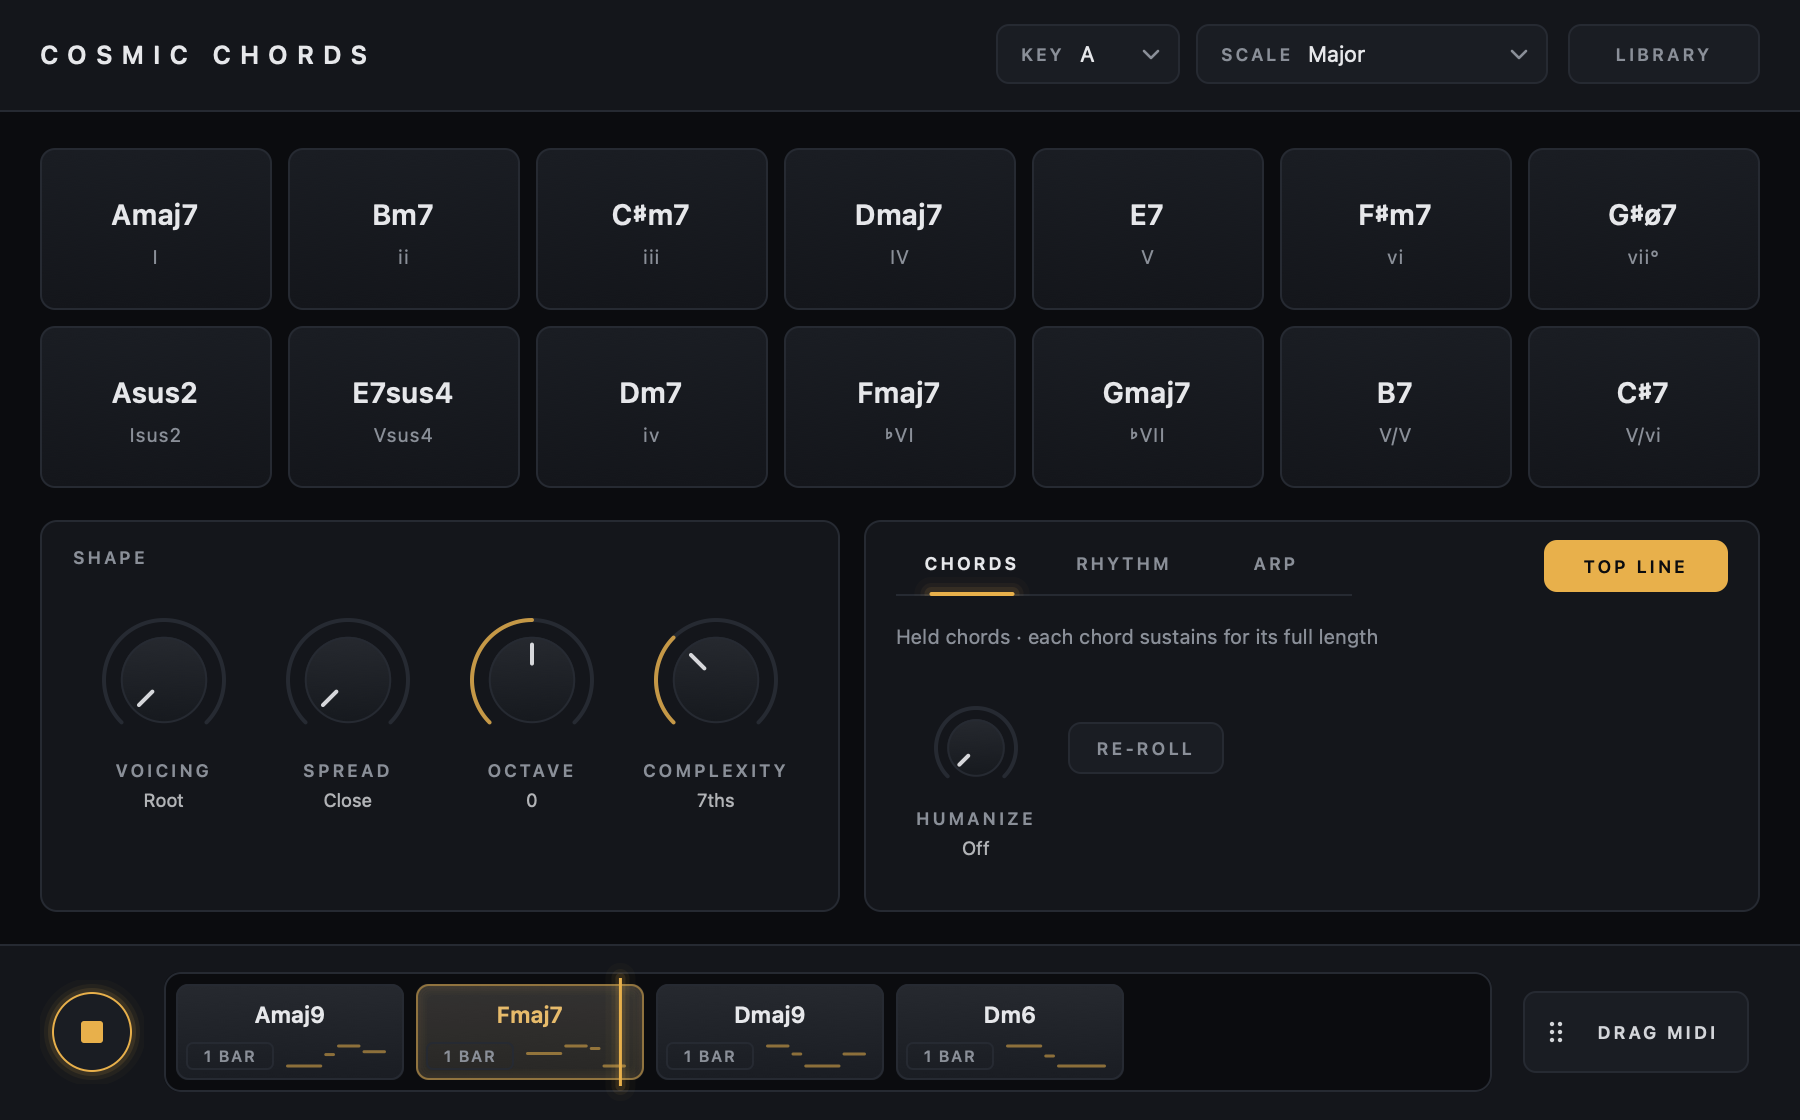 COSMIC CHORDS
KEY A
SCALE Major
LIBRARY
Amaj7
I
Bm7
ii
C♯m7
iii
Dmaj7
IV
E7
V
F♯m7
vi
G♯ø7
vii°
Asus2
Isus2
E7sus4
Vsus4
Dm7
iv
Fmaj7
♭VI
Gmaj7
♭VII
B7
V/V
C♯7
V/vi
SHAPE
VOICING
Root
SPREAD
Close
OCTAVE
0
COMPLEXITY
7ths
CHORDS
RHYTHM
ARP
TOP LINE
Held chords · each chord sustains for its full length
HUMANIZE
Off
RE-ROLL
Amaj9
1 BAR
Fmaj7
1 BAR
Dmaj9
1 BAR
Dm6
1 BAR
DRAG MIDI